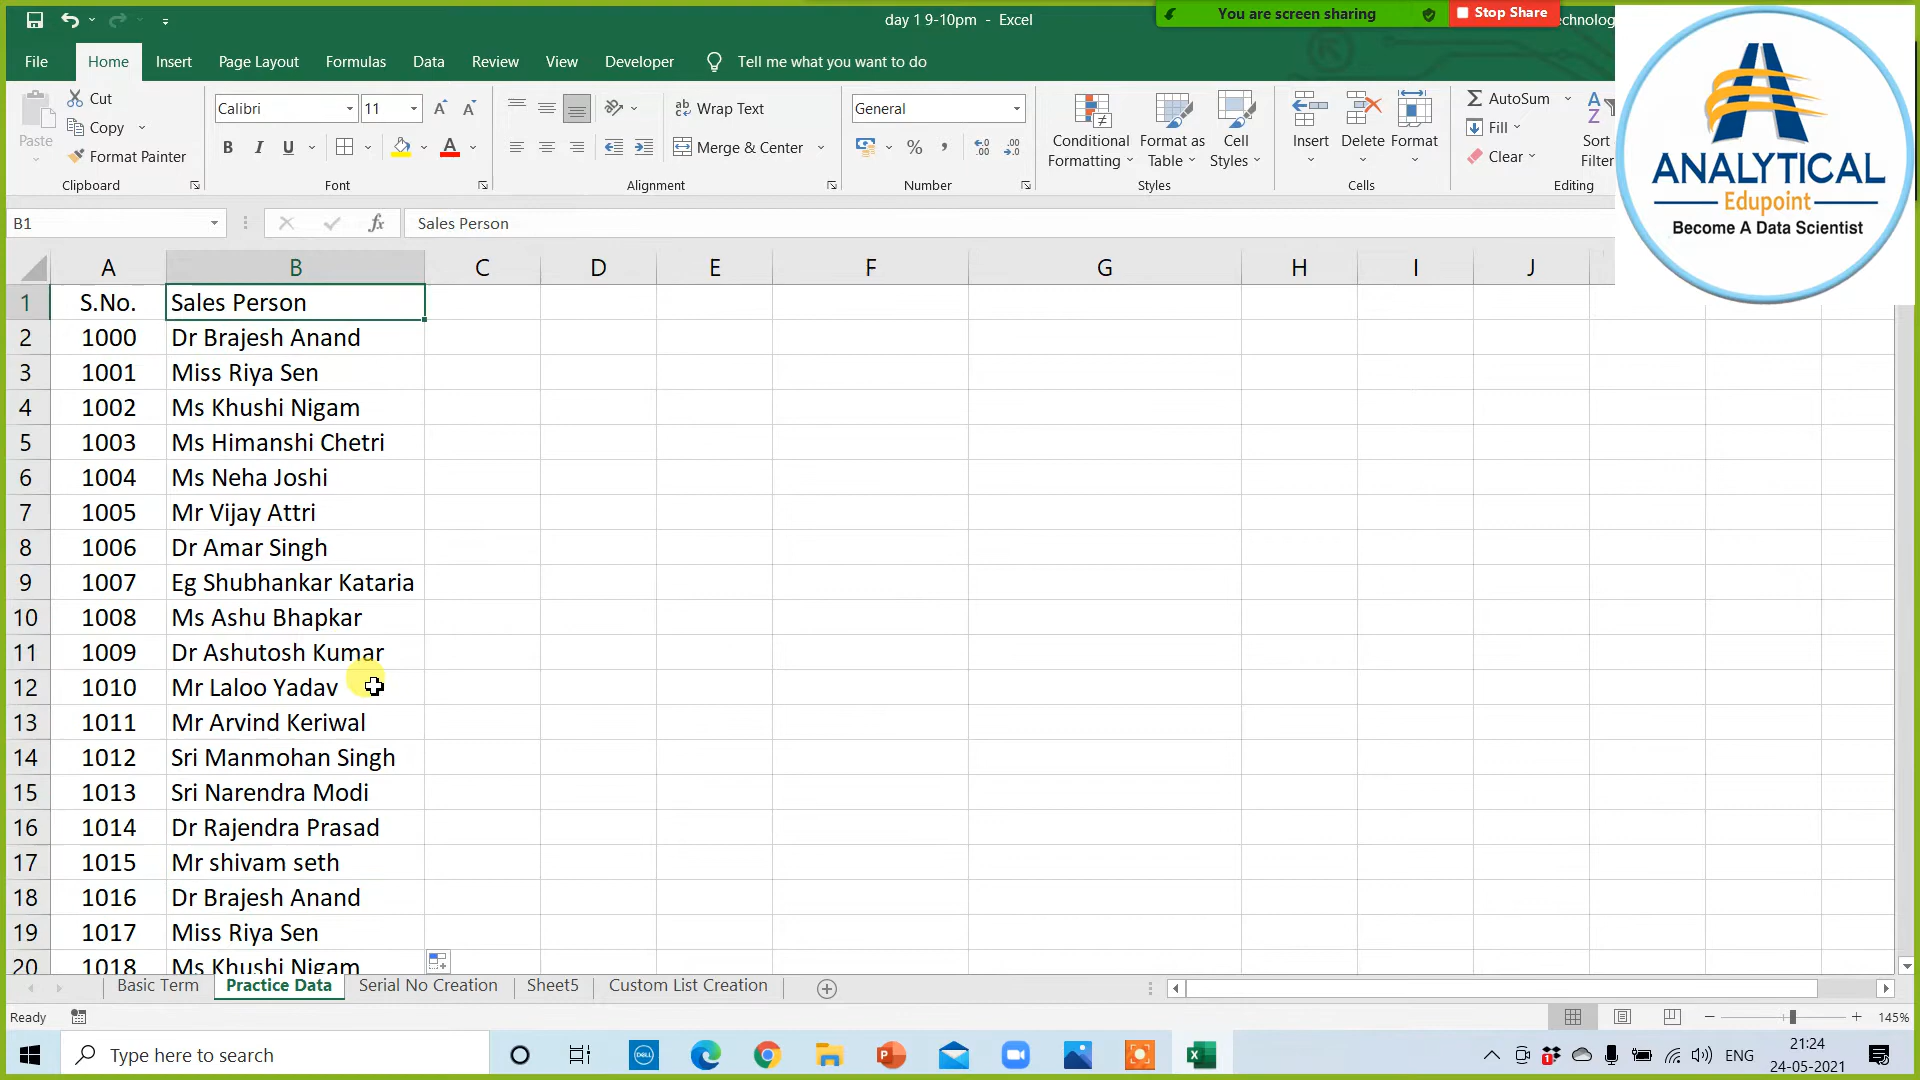 day 1 9-10pm - Excel
You are screen sharing
Stop Share
echnolog
File Home Insert Page Layout Formulas Data Review View Developer Tell me what you want to do
Paste
Cut
Copy
Format Painter
Clipboard
Calibri 11
B I U A
Font
Wrap Text
Merge & Center
Alignment
General
%
Number
Conditional Formatting
Format as Table
Cell Styles
Styles
Insert Delete Format
Cells
AutoSum
Fill
Clear
Sort
Filter
Editing
ANALYTICAL
Edupoint
Become A Data Scientist
B1 fx Sales Person
A B C D E F G H I J
1 S.No. Sales Person
2 1000 Dr Brajesh Anand
3 1001 Miss Riya Sen
4 1002 Ms Khushi Nigam
5 1003 Ms Himanshi Chetri
6 1004 Ms Neha Joshi
7 1005 Mr Vijay Attri
8 1006 Dr Amar Singh
9 1007 Eg Shubhankar Kataria
10 1008 Ms Ashu Bhapkar
11 1009 Dr Ashutosh Kumar
12 1010 Mr Laloo Yadav
13 1011 Mr Arvind Keriwal
14 1012 Sri Manmohan Singh
15 1013 Sri Narendra Modi
16 1014 Dr Rajendra Prasad
17 1015 Mr shivam seth
18 1016 Dr Brajesh Anand
19 1017 Miss Riya Sen
20 1018 Ms Khushi Nigam
Basic Term Practice Data Serial No Creation Sheet5 Custom List Creation
Ready 145%
Type here to search
ENG
21:24
24-05-2021